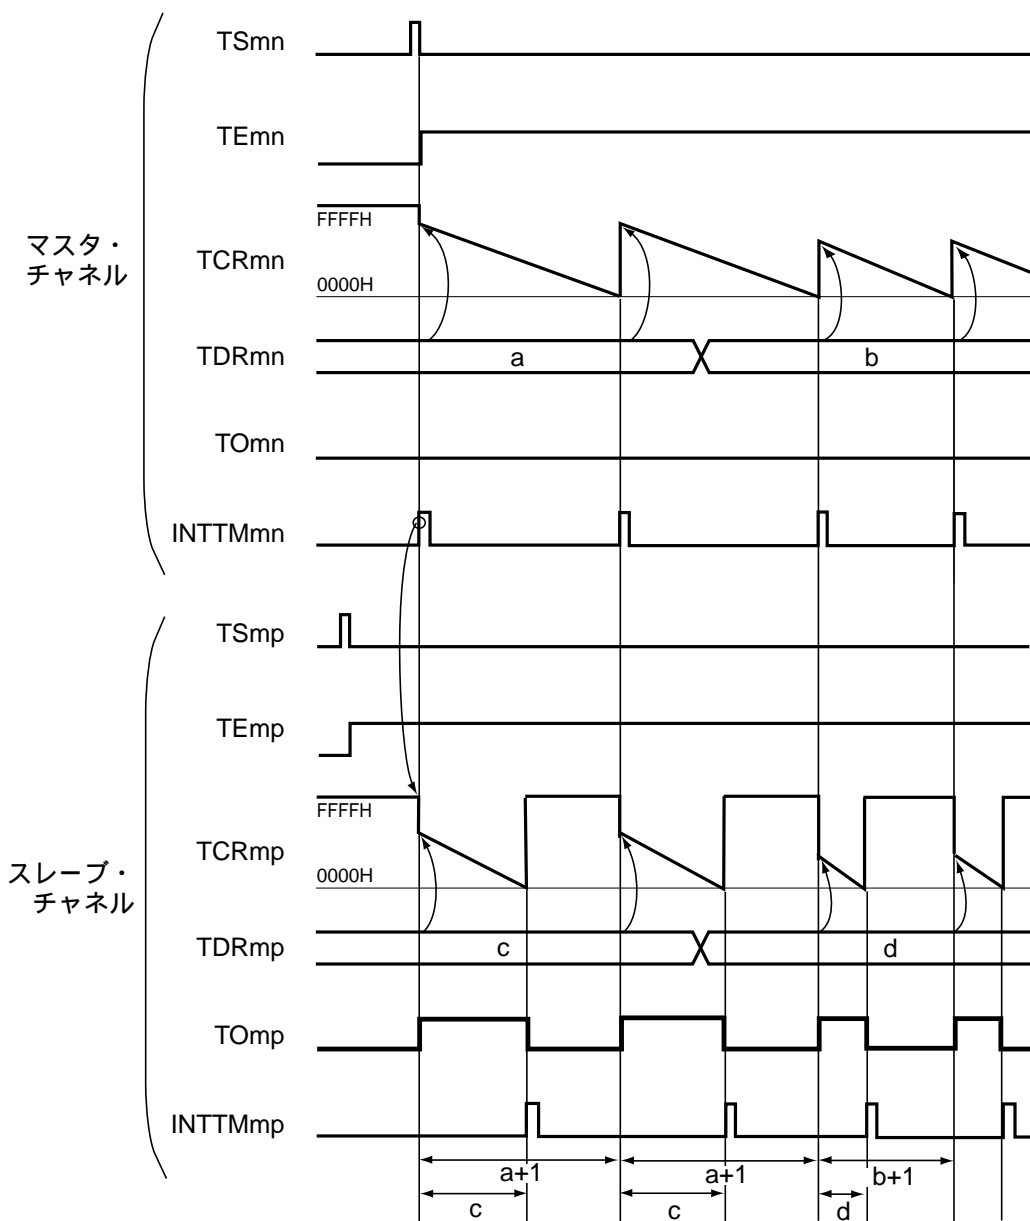 TSmn
TEmn
FFFFH
マスタ・
チャネル
TCRmn
0000H
TDRmn
a
b
TOmn
INTTMmn
TSmp
TEmp
FFFFH
TCRmp
0000H
スレーブ・
チャネル
TDRmp
c
d
TOmp
INTTMmp
a+1
a+1
b+1
c
c
d